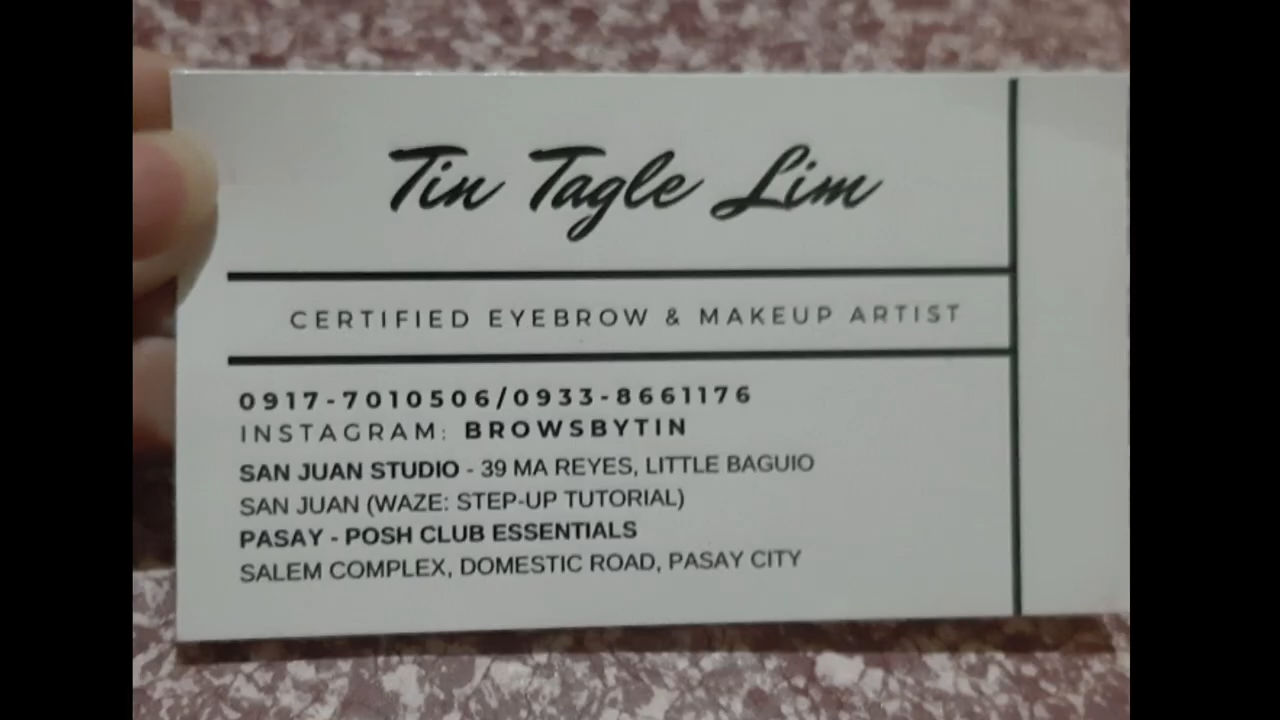 Tin Tagle Lim
CERTIFIED EYEBROW & MAKEUP ARTIST
0917-7010506/0933-8661176
INSTAGRAM: BROWSBYTIN
SAN JUAN STUDIO - 39 MA REYES, LITTLE BAGUIO
SAN JUAN (WAZE: STEP-UP TUTORIAL)
PASAY - POSH CLUB ESSENTIALS
SALEM COMPLEX, DOMESTIC ROAD, PASAY CITY